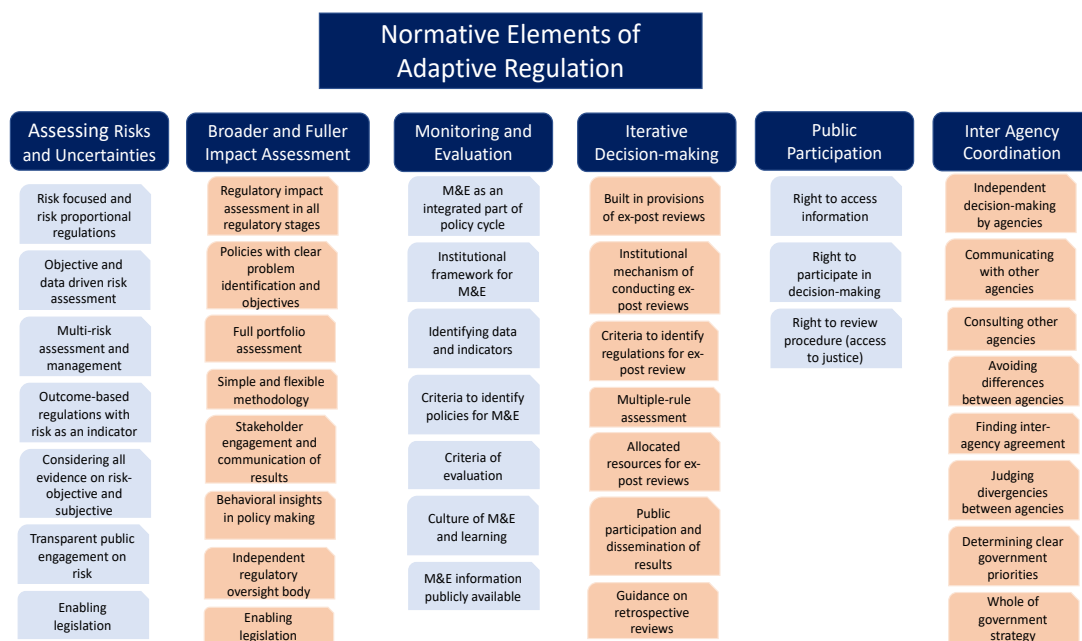 Normative Elements of
Adaptive Regulation
Assessing Risks
and Uncertainties
Risk focused and
risk proportional
regulations
Objective and
data driven risk
assessment
Multi-risk
assessment and
management
Outcome-based
regulations with
risk as an indicator
Considering all
evidence on risk-
objective and
subjective
Transparent public
engagement on
risk
Enabling
legislation
Broader and Fuller
Impact Assessment
Regulatory impact
assessment in all
regulatory stages
Policies with clear
problem
identification and
objectives
Full portfolio
assessment
Simple and flexible
methodology
Stakeholder
engagement and
communication of
results
Behavioral insights
in policy making
Independent
regulatory
oversight body
Enabling
legislation
Monitoring and
Evaluation
M&E as an
integrated part of
policy cycle
Institutional
framework for
M&E
Identifying data
and indicators
Criteria to identify
policies for M&E
Criteria of
evaluation
Culture of M&E
and learning
M&E information
publicly available
Iterative
Decision-making
Built in provisions
of ex-post reviews
Institutional
mechanism of
conducting ex-
post reviews
Criteria to identify
regulations for ex-
post review
Multiple-rule
assessment
Allocated
resources for ex-
post reviews
Public
participation and
dissemination of
results
Guidance on
retrospective
reviews
Public
Participation
Right to access
information
Right to
participate in
decision-making
Right to review
procedure (access
to justice)
Inter Agency
Coordination
Independent
decision-making
by agencies
Communicating
with other
agencies
Consulting other
agencies
Avoiding
differences
between agencies
Finding inter-
agency agreement
Judging
divergencies
between agencies
Determining clear
government
priorities
Whole of
government
strategy